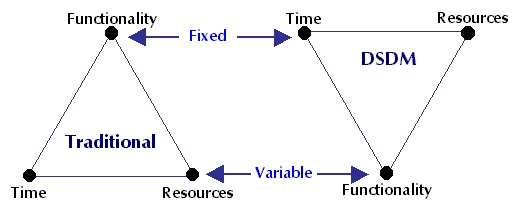 Functionality
Fixed
Time
Resources
DSDM
Traditional
Variable
Time
Resources
Functionality